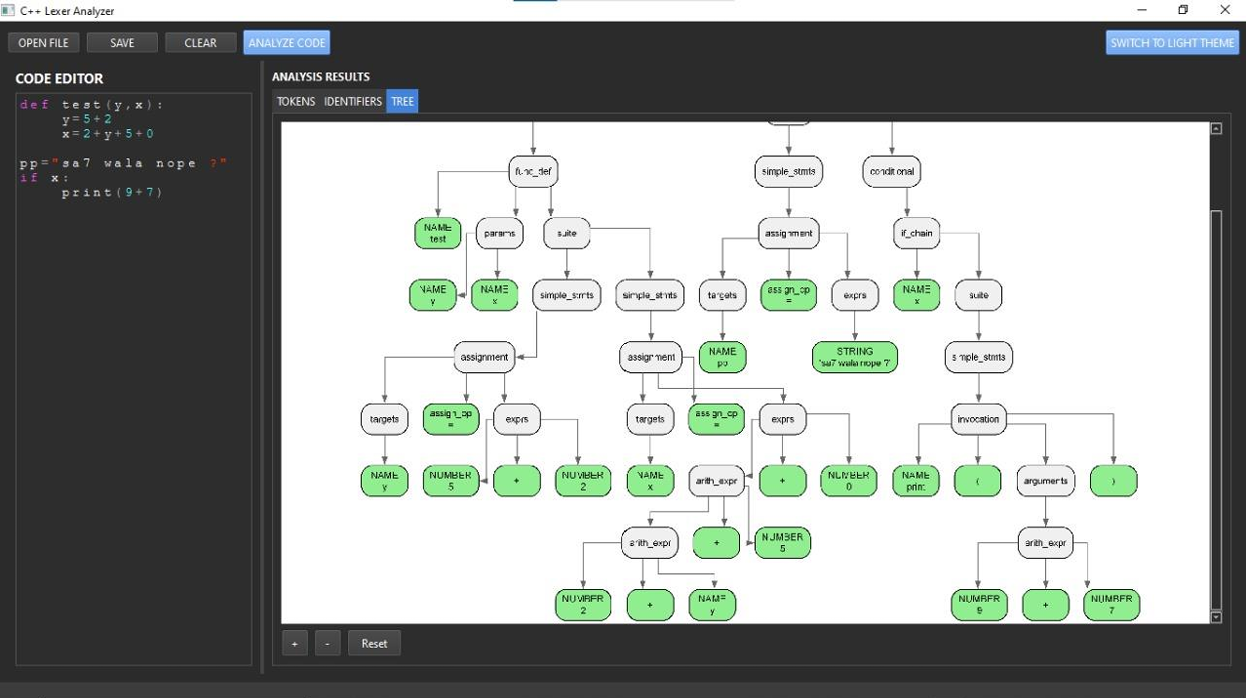 C++ Lexer Analyzer
OPEN FILE SAVE CLEAR ANALYZE CODE SWITCH TO LIGHT THEME
CODE EDITOR
def test(y,x):
y=5+2
x=2+y+5+0
pp="sa7 wala nope ?"
if x:
print(9+7)
ANALYSIS RESULTS
TOKENS IDENTIFIERS TREE
func_def simple_stmts conditional
NAME
test
params suite assignment if_chain
NAME
y
NAME
x
simple_stmts simple_stmts targets
assign_op
=
exprs
NAME
x
suite
assignment assignment
NAME
pp
STRING
'sa7 wala nope ?'
simple_stmts
targets
assign_op
=
exprs targets
assign_op
=
exprs invocation
NAME
y
NUMBER
5
+
NUMBER
2
NAME
x
arith_expr +
NUMBER
0
NAME
print
( arguments )
arith_expr +
NUMBER
5
arith_expr
NUMBER
2
+
NAME
y
NUMBER
9
+
NUMBER
7
+ - Reset